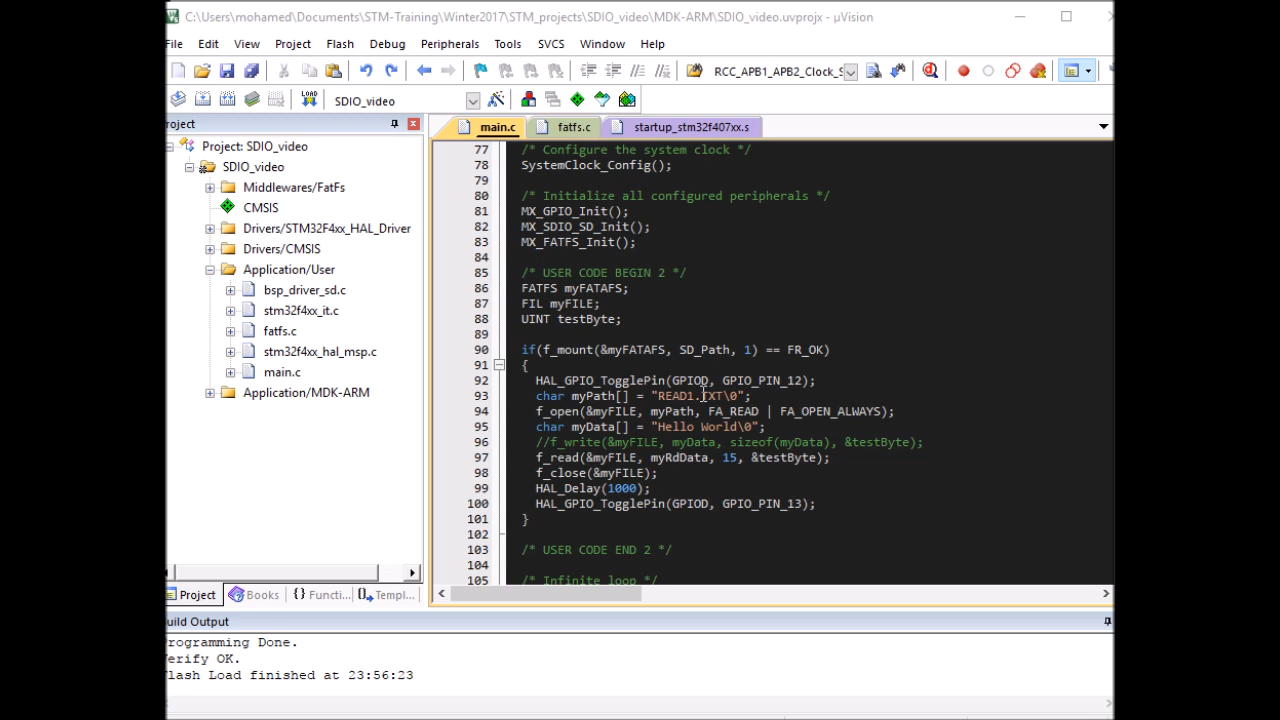 C:\Users\mohamed\Documents\STM-Training\Winter2017\STM_projects\SDIO_video\MDK-ARM\SDIO_video.uvprojx - µVision
File Edit View Project Flash Debug Peripherals Tools SVCS Window Help
RCC_APB1_APB2_Clock_S
LOAD SDIO_video
roject
main.c fatfs.c startup_stm32f407xx.s
Project: SDIO_video
SDIO_video
Middlewares/FatFs
CMSIS
Drivers/STM32F4xx_HAL_Driver
Drivers/CMSIS
Application/User
bsp_driver_sd.c
stm32f4xx_it.c
fatfs.c
stm32f4xx_hal_msp.c
main.c
Application/MDK-ARM
77 /* Configure the system clock */
78 SystemClock_Config();
79
80 /* Initialize all configured peripherals */
81 MX_GPIO_Init();
82 MX_SDIO_SD_Init();
83 MX_FATFS_Init();
84
85 /* USER CODE BEGIN 2 */
86 FATFS myFATAFS;
87 FIL myFILE;
88 UINT testByte;
89
90 if(f_mount(&myFATAFS, SD_Path, 1) == FR_OK)
91 {
92 HAL_GPIO_TogglePin(GPIOD, GPIO_PIN_12);
93 char myPath[] = "READ1.TXT\0";
94 f_open(&myFILE, myPath, FA_READ | FA_OPEN_ALWAYS);
95 char myData[] = "Hello World\0";
96 //f_write(&myFILE, myData, sizeof(myData), &testByte);
97 f_read(&myFILE, myRdData, 15, &testByte);
98 f_close(&myFILE);
99 HAL_Delay(1000);
100 HAL_GPIO_TogglePin(GPIOD, GPIO_PIN_13);
101 }
102
103 /* USER CODE END 2 */
104
105 /* Infinite loop */
Project Books {} Functi... Templ...
uild Output
rogramming Done.
erify OK.
lash Load finished at 23:56:23